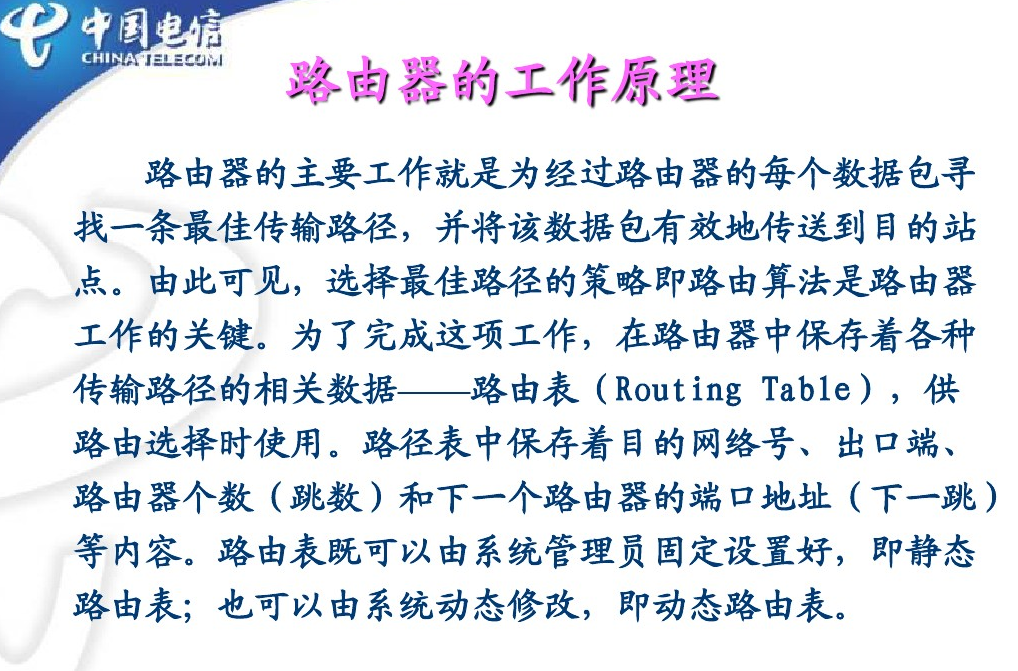 中国电信
CHINA TELECOM
路由器的工作原理
路由器的主要工作就是为经过路由器的每个数据包寻
找一条最佳传输路径，并将该数据包有效地传送到目的站
点。由此可见，选择最佳路径的策略即路由算法是路由器
工作的关键。为了完成这项工作，在路由器中保存着各种
传输路径的相关数据——路由表（Routing Table），供
路由选择时使用。路径表中保存着目的网络号、出口端、
路由器个数（跳数）和下一个路由器的端口地址（下一跳）
等内容。路由表既可以由系统管理员固定设置好，即静态
路由表；也可以由系统动态修改，即动态路由表。